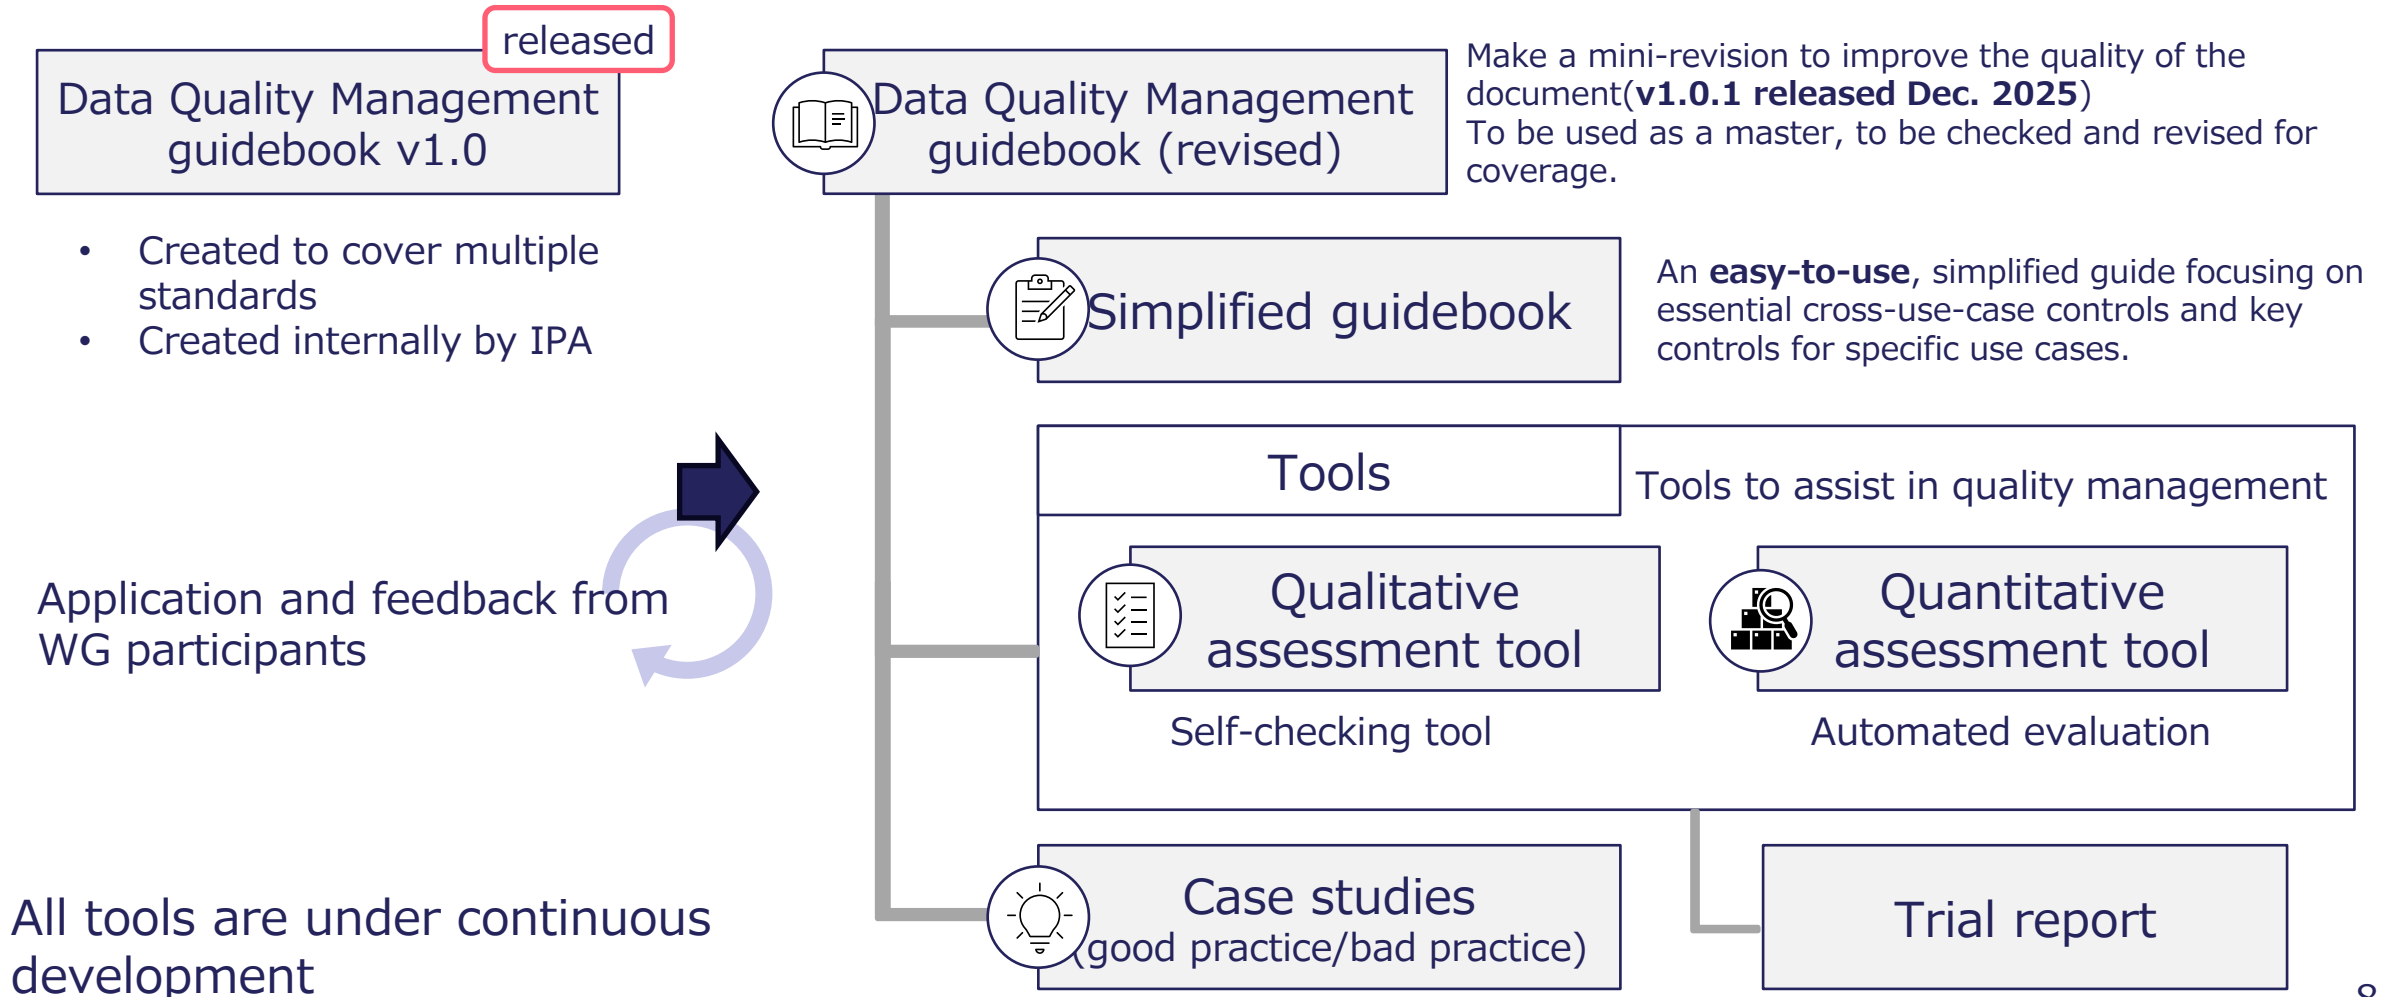 released
Data Quality Management
guidebook v1.0
• Created to cover multiple
standards
• Created internally by IPA
Application and feedback from
WG participants
All tools are under continuous
development
Data Quality Management
guidebook (revised)
Make a mini-revision to improve the quality of the
document(v1.0.1 released Dec. 2025)
To be used as a master, to be checked and revised for
coverage.
Simplified guidebook
An easy-to-use, simplified guide focusing on
essential cross-use-case controls and key
controls for specific use cases.
Tools
Tools to assist in quality management
Qualitative
assessment tool
Self-checking tool
Quantitative
assessment tool
Automated evaluation
Case studies
(good practice/bad practice)
Trial report
8